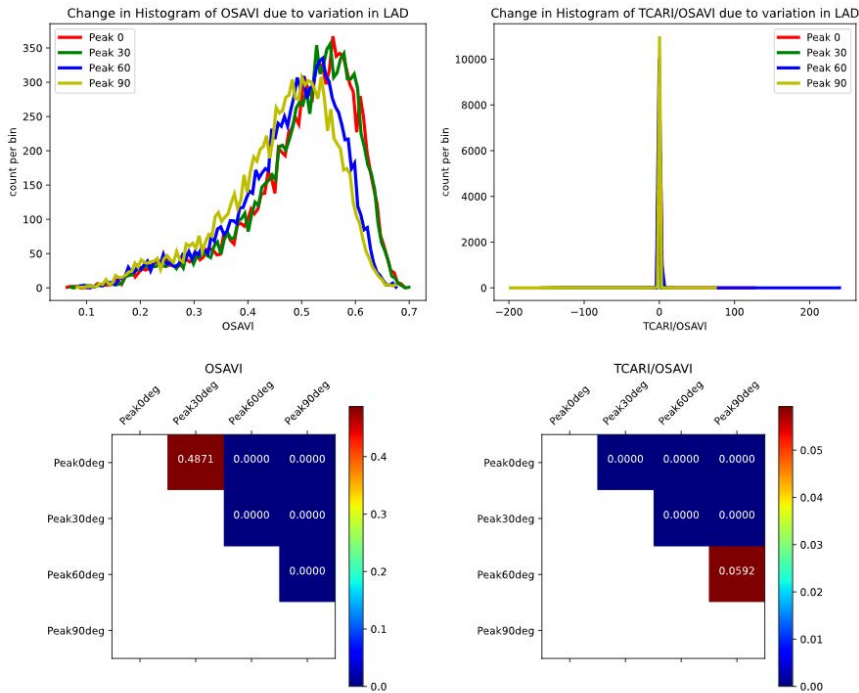 Change in Histogram of OSAVI due to variation in LAD
Peak 0
Peak 30
Peak 60
Peak 90
350
300
250
200
150
100
50
0
count per bin
0.1 0.2 0.3 0.4 0.5 0.6 0.7
OSAVI
Change in Histogram of TCARI/OSAVI due to variation in LAD
Peak 0
Peak 30
Peak 60
Peak 90
10000
8000
6000
4000
2000
0
count per bin
−200 −100 0 100 200
TCARI/OSAVI
OSAVI
Peak0deg Peak30deg Peak60deg Peak90deg
Peak0deg 0.4871 0.0000 0.0000
Peak30deg 0.0000 0.0000
Peak60deg 0.0000
Peak90deg
0.4
0.3
0.2
0.1
0.0
TCARI/OSAVI
Peak0deg Peak30deg Peak60deg Peak90deg
Peak0deg 0.0000 0.0000 0.0000
Peak30deg 0.0000 0.0000
Peak60deg 0.0592
Peak90deg
0.05
0.04
0.03
0.02
0.01
0.00